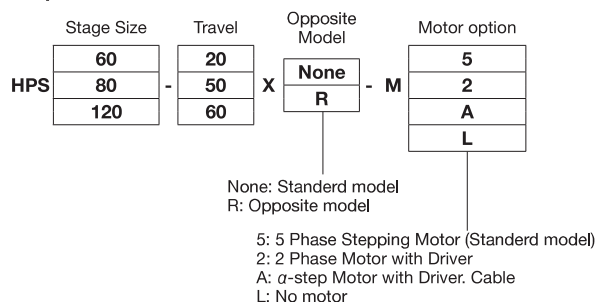 Stage Size Travel Opposite Model Motor option
60 20 None 5
HPS 80 - 50 X R - M 2
120 60 A
L
None: Standerd model
R: Opposite model
5: 5 Phase Stepping Motor (Standerd model)
2: 2 Phase Motor with Driver
A: α-step Motor with Driver. Cable
L: No motor